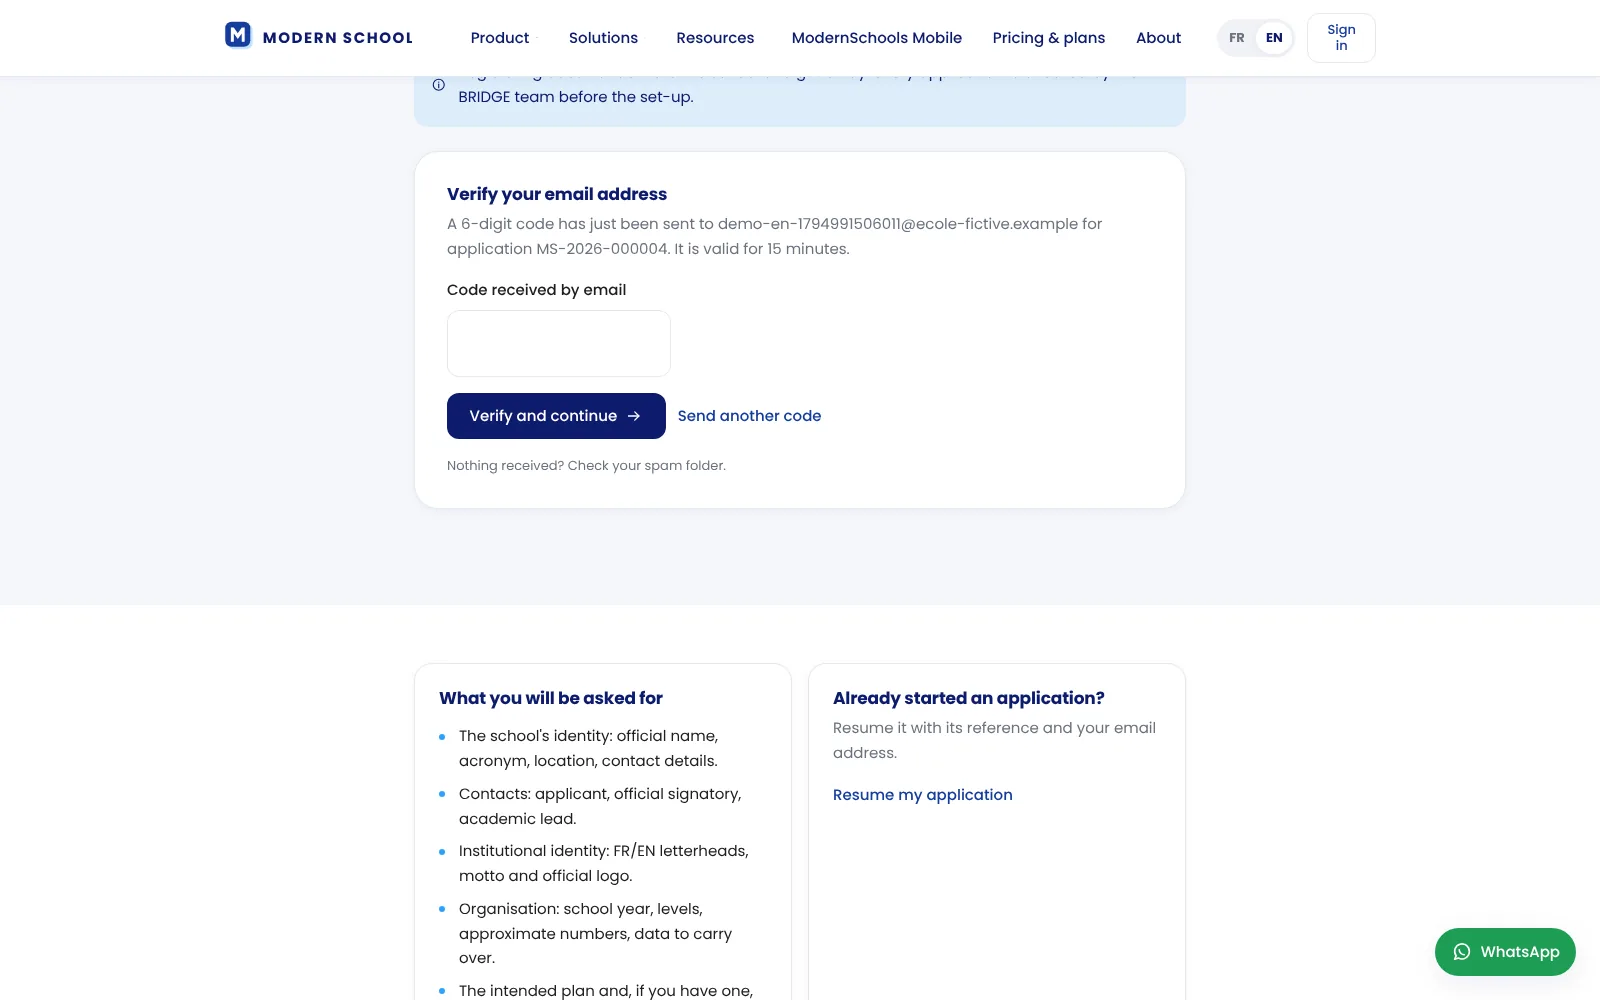 MODERN SCHOOL
Product
Solutions
Resources
ModernSchools Mobile
Pricing & plans
About
FR
EN
Sign in
BRIDGE team before the set-up.
Verify your email address
A 6-digit code has just been sent to demo-en-1794991506011@ecole-fictive.example for
application MS-2026-000004. It is valid for 15 minutes.
Code received by email
Verify and continue →
Send another code
Nothing received? Check your spam folder.
What you will be asked for
The school's identity: official name,
acronym, location, contact details.
Contacts: applicant, official signatory,
academic lead.
Institutional identity: FR/EN letterheads,
motto and official logo.
Organisation: school year, levels,
approximate numbers, data to carry
over.
The intended plan and, if you have one,
Already started an application?
Resume it with its reference and your email
address.
Resume my application
WhatsApp